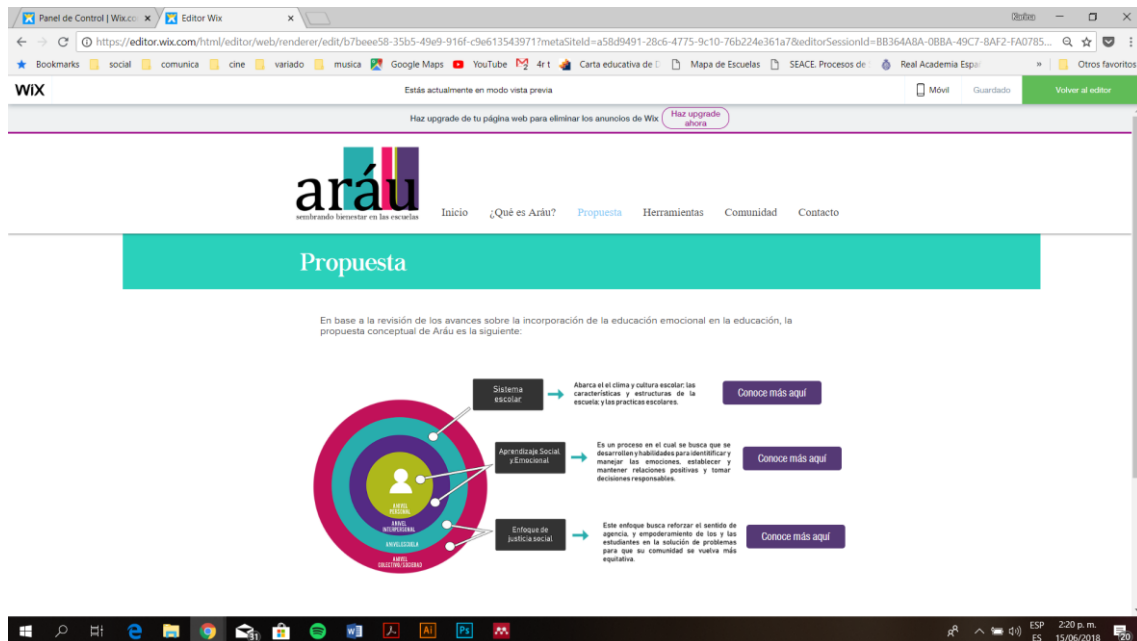 Panel de Control | Wix.co
Editor Wix
https://editor.wix.com/html/editor/web/renderer/edit/b7beee58-35b5-49e9-916f-c9e613543971?metaSiteId=a58d9491-28c6-4775-9c10-76b224e361a7&editorSessionId=BB364A8A-0BBA-49C7-8AF2-FA0785...
Bookmarks social comunica cine variado musica Google Maps YouTube 4r t Carta educativa de Mapa de Escuelas SEACE. Procesos de Real Academia Espa » Otros favoritos
WiX Estás actualmente en modo vista previa Móvil Guardado Volver al editor
Haz upgrade de tu página web para eliminar los anuncios de Wix
Haz upgrade
ahora
aráu
sembrando bienestar en las escuelas
Inicio ¿Qué es Aráu? Propuesta Herramientas Comunidad Contacto
Propuesta
En base a la revisión de los avances sobre la incorporación de la educación emocional en la educación, la
propuesta conceptual de Aráu es la siguiente:
Sistema
escolar
Abarca el el clima y cultura escolar; las
características y estructuras de la
escuela; y las practicas escolares.
Conoce más aquí
Aprendizaje Social
y Emocional
Es un proceso en el cual se busca que se
desarrollen y habilidades para identitificar y
manejar las emociones, establecer y
mantener relaciones positivas y tomar
decisiones responsables.
Conoce más aquí
Enfoque de
justicia social
Este enfoque busca reforzar el sentido de
agencia, y empoderamiento de los y las
estudiantes en la solución de problemas
para que su comunidad se vuelva más
equitativa.
Conoce más aquí
A NIVEL
PERSONAL
A NIVEL
INTERPERSONAL
A NIVEL ESCUELA
A NIVEL
COLECTIVO/SOCIEDAD
31
ESP
ES
2:20 p. m.
15/06/2018
20